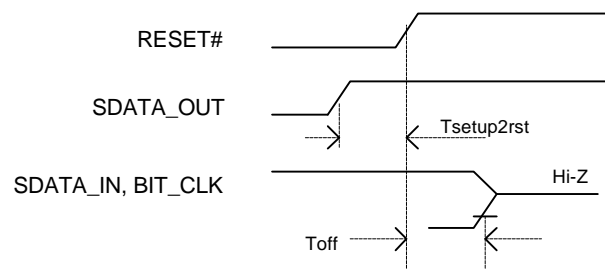 RESET#
SDATA_OUT
Tsetup2rst
SDATA_IN, BIT_CLK
Hi-Z
Toff